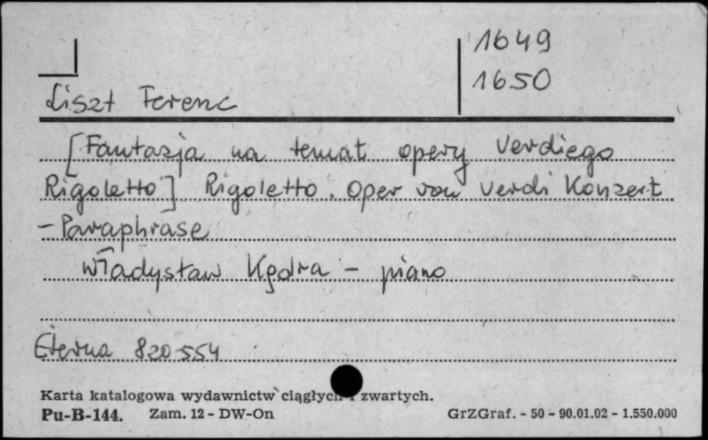 1649
1650
Liszt Ferenc
[Fantazja na temat opery Verdiego
Rigoletto] Rigoletto. Oper von Verdi Konzert
- Paraphrase
Władysław Kędra - piano
Eterna 820554
Karta katalogowa wydawnictw ciągłych i zwartych.
Pu-B-144. Zam. 12 - DW-On GrZGraf. - 50 - 90.01.02 - 1.550.000